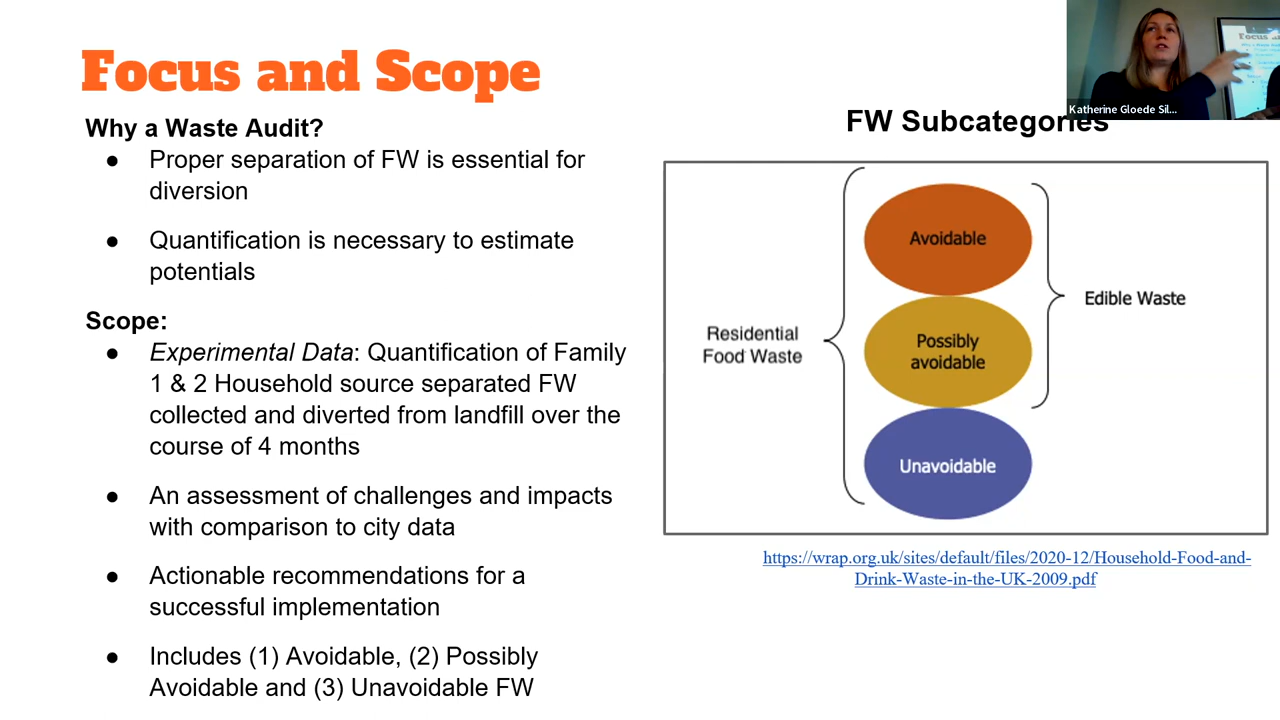 Focus and Scope
Why a Waste Audit?
● Proper separation of FW is essential for
diversion
● Quantification is necessary to estimate
potentials
Scope:
● Experimental Data: Quantification of Family
1 & 2 Household source separated FW
collected and diverted from landfill over the
course of 4 months
● An assessment of challenges and impacts
with comparison to city data
● Actionable recommendations for a
successful implementation
● Includes (1) Avoidable, (2) Possibly
Avoidable and (3) Unavoidable FW
Katherine Gloede Sil...
FW Subcategories
Residential
Food Waste
Avoidable
Possibly
avoidable
Unavoidable
Edible Waste
https://wrap.org.uk/sites/default/files/2020-12/Household-Food-and-
Drink-Waste-in-the-UK-2009.pdf